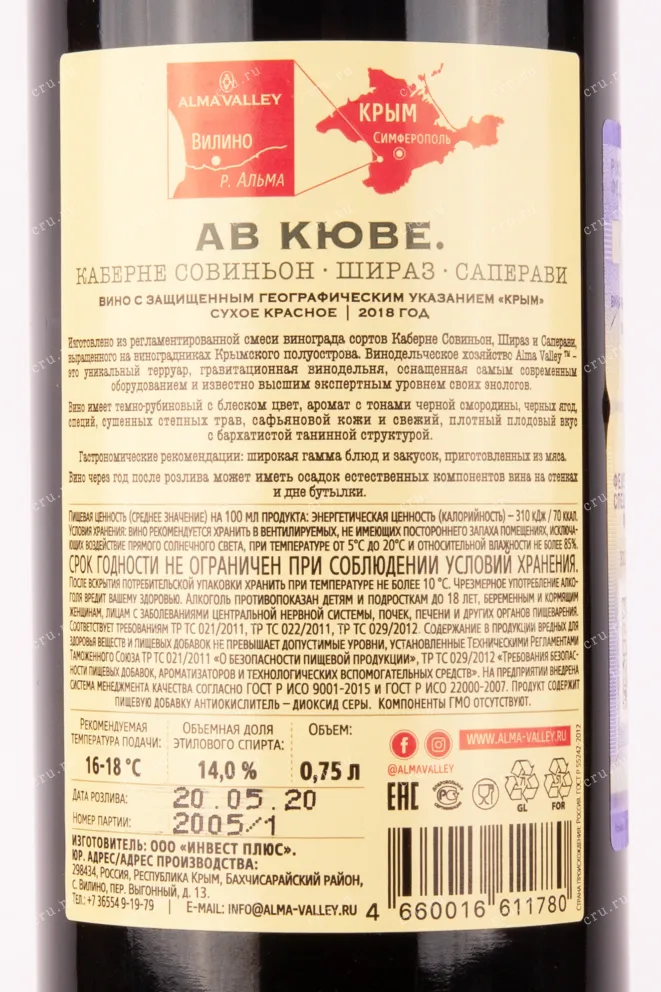 ALMA VALLEY
ВИЛИНО
Р. АЛЬМА
КРЫМ
СИМФЕРОПОЛЬ
АВ КЮВЕ.
КАБЕРНЕ СОВИНЬОН · ШИРАЗ · САПЕРАВИ
ВИНО С ЗАЩИЩЕННЫМ ГЕОГРАФИЧЕСКИМ УКАЗАНИЕМ «КРЫМ»
СУХОЕ КРАСНОЕ | 2018 ГОД
Изготовлено из регламентированной смеси винограда сортов Каберне Совиньон, Шираз и Саперави,
выращенного на виноградниках Крымского полуострова. Винодельческое хозяйство Alma Valley ™ –
это уникальный терруар, гравитационная винодельня, оснащенная самым современным
оборудованием и известно высшим экспертным уровнем своих энологов.
Вино имеет темно-рубиновый с блеском цвет, аромат с тонами черной смородины, черных ягод,
специй, сушенных степных трав, сафьяновой кожи и свежий, плотный плодовый вкус
с бархатистой танинной структурой.
Гастрономические рекомендации: широкая гамма блюд и закусок, приготовленных из мяса.
Вино через год после розлива может иметь осадок естественных компонентов вина на стенках
и дне бутылки.
ПИЩЕВАЯ ЦЕННОСТЬ (СРЕДНЕЕ ЗНАЧЕНИЕ) НА 100 МЛ ПРОДУКТА: ЭНЕРГЕТИЧЕСКАЯ ЦЕННОСТЬ (КАЛОРИЙНОСТЬ) – 310 КДЖ / 70 ККАЛ.
УСЛОВИЯ ХРАНЕНИЯ: ВИНО РЕКОМЕНДУЕТСЯ ХРАНИТЬ В ВЕНТИЛИРУЕМЫХ, НЕ ИМЕЮЩИХ ПОСТОРОННЕГО ЗАПАХА ПОМЕЩЕНИЯХ, ИСКЛЮЧА-
ЮЩИХ ВОЗДЕЙСТВИЕ ПРЯМОГО СОЛНЕЧНОГО СВЕТА, ПРИ ТЕМПЕРАТУРЕ ОТ 5°С ДО 20°С И ОТНОСИТЕЛЬНОЙ ВЛАЖНОСТИ НЕ БОЛЕЕ 85%.
СРОК ГОДНОСТИ НЕ ОГРАНИЧЕН ПРИ СОБЛЮДЕНИИ УСЛОВИЙ ХРАНЕНИЯ.
ПОСЛЕ ВСКРЫТИЯ ПОТРЕБИТЕЛЬСКОЙ УПАКОВКИ ХРАНИТЬ ПРИ ТЕМПЕРАТУРЕ НЕ БОЛЕЕ 10 °С. ЧРЕЗМЕРНОЕ УПОТРЕБЛЕНИЕ АЛКО-
ГОЛЯ ВРЕДИТ ВАШЕМУ ЗДОРОВЬЮ. АЛКОГОЛЬ ПРОТИВОПОКАЗАН ДЕТЯМ И ПОДРОСТКАМ ДО 18 ЛЕТ, БЕРЕМЕННЫМ И КОРМЯЩИМ
ЖЕНЩИНАМ, ЛИЦАМ С ЗАБОЛЕВАНИЯМИ ЦЕНТРАЛЬНОЙ НЕРВНОЙ СИСТЕМЫ, ПОЧЕК, ПЕЧЕНИ И ДРУГИХ ОРГАНОВ ПИЩЕВАРЕНИЯ.
СООТВЕТСТВУЕТ ТРЕБОВАНИЯМ ТР ТС 021/2011, ТР ТС 022/2011, ТР ТС 029/2012. СОДЕРЖАНИЕ В ПРОДУКЦИИ ВРЕДНЫХ ДЛЯ
ЗДОРОВЬЯ ВЕЩЕСТВ И ПИЩЕВЫХ ДОБАВОК НЕ ПРЕВЫШАЕТ ДОПУСТИМЫЕ УРОВНИ, УСТАНОВЛЕННЫЕ ТЕХНИЧЕСКИМИ РЕГЛАМЕНТАМИ
ТАМОЖЕННОГО СОЮЗА ТР ТС 021/2011 «О БЕЗОПАСНОСТИ ПИЩЕВОЙ ПРОДУКЦИИ», ТР ТС 029/2012 «ТРЕБОВАНИЯ БЕЗОПАС-
НОСТИ ПИЩЕВЫХ ДОБАВОК, АРОМАТИЗАТОРОВ И ТЕХНОЛОГИЧЕСКИХ ВСПОМОГАТЕЛЬНЫХ СРЕДСТВ». НА ПРЕДПРИЯТИИ ВНЕДРЕНА
СИСТЕМА МЕНЕДЖМЕНТА КАЧЕСТВА СОГЛАСНО ГОСТ Р ИСО 9001-2015 И ГОСТ Р ИСО 22000-2007. ПРОДУКТ СОДЕРЖИТ
ПИЩЕВУЮ ДОБАВКУ АНТИОКИСЛИТЕЛЬ – ДИОКСИД СЕРЫ. КОМПОНЕНТЫ ГМО ОТСУТСТВУЮТ.
РЕКОМЕНДУЕМАЯ
ТЕМПЕРАТУРА ПОДАЧИ:
16-18 °С
ОБЪЕМНАЯ ДОЛЯ
ЭТИЛОВОГО СПИРТА:
14,0 %
ОБЪЕМ:
0,75 л
@ALMAVALLEY
WWW.ALMA-VALLEY.RU
ДАТА РОЗЛИВА: 20.05.20
НОМЕР ПАРТИИ: 2005/1
EAC
GL
FOR
ИЗГОТОВИТЕЛЬ: ООО «ИНВЕСТ ПЛЮС».
ЮР. АДРЕС/АДРЕС ПРОИЗВОДСТВА:
298434, РОССИЯ, РЕСПУБЛИКА КРЫМ, БАХЧИСАРАЙСКИЙ РАЙОН,
С. ВИЛИНО, ПЕР. ВЫГОННЫЙ, Д. 13.
ТЕЛ.: +7 36554 9-19-79 | E-MAIL: INFO@ALMA-VALLEY.RU
4 660016 611780
СТРАНА ПРОИСХОЖДЕНИЯ: РОССИЯ. ГОСТ Р 55242-2012
cru.ru